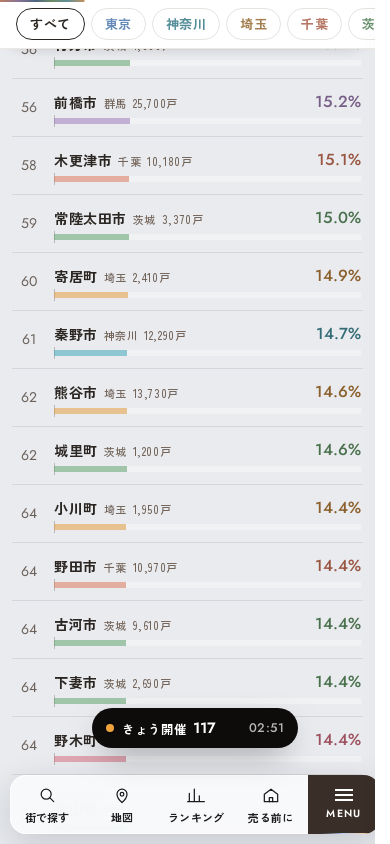 すべて 東京 神奈川 埼玉 千葉
56
56 前橋市 群馬 25,700戸 15.2%
58 木更津市 千葉 10,180戸 15.1%
59 常陸太田市 茨城 3,370戸 15.0%
60 寄居町 埼玉 2,410戸 14.9%
61 秦野市 神奈川 12,290戸 14.7%
62 熊谷市 埼玉 13,730戸 14.6%
62 城里町 茨城 1,200戸 14.6%
64 小川町 埼玉 1,950戸 14.4%
64 野田市 千葉 10,970戸 14.4%
64 古河市 茨城 9,610戸 14.4%
64 下妻市 茨城 2,690戸 14.4%
きょう開催 117 02:51
64 野木町 14.4%
街で探す 地図 ランキング 売る前に MENU